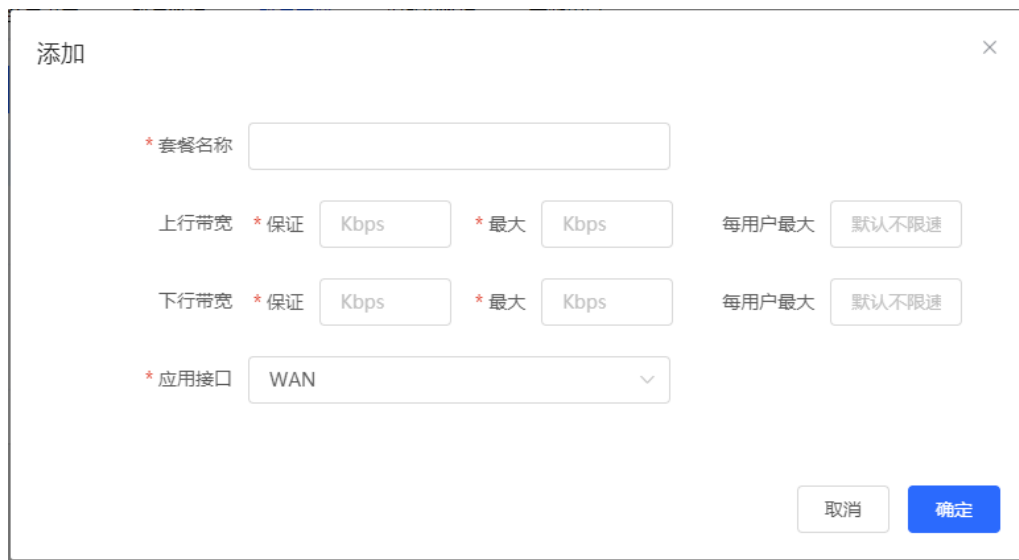 添加
* 套餐名称
上行带宽 * 保证 Kbps * 最大 Kbps 每用户最大 默认不限速
下行带宽 * 保证 Kbps * 最大 Kbps 每用户最大 默认不限速
* 应用接口 WAN
取消 确定